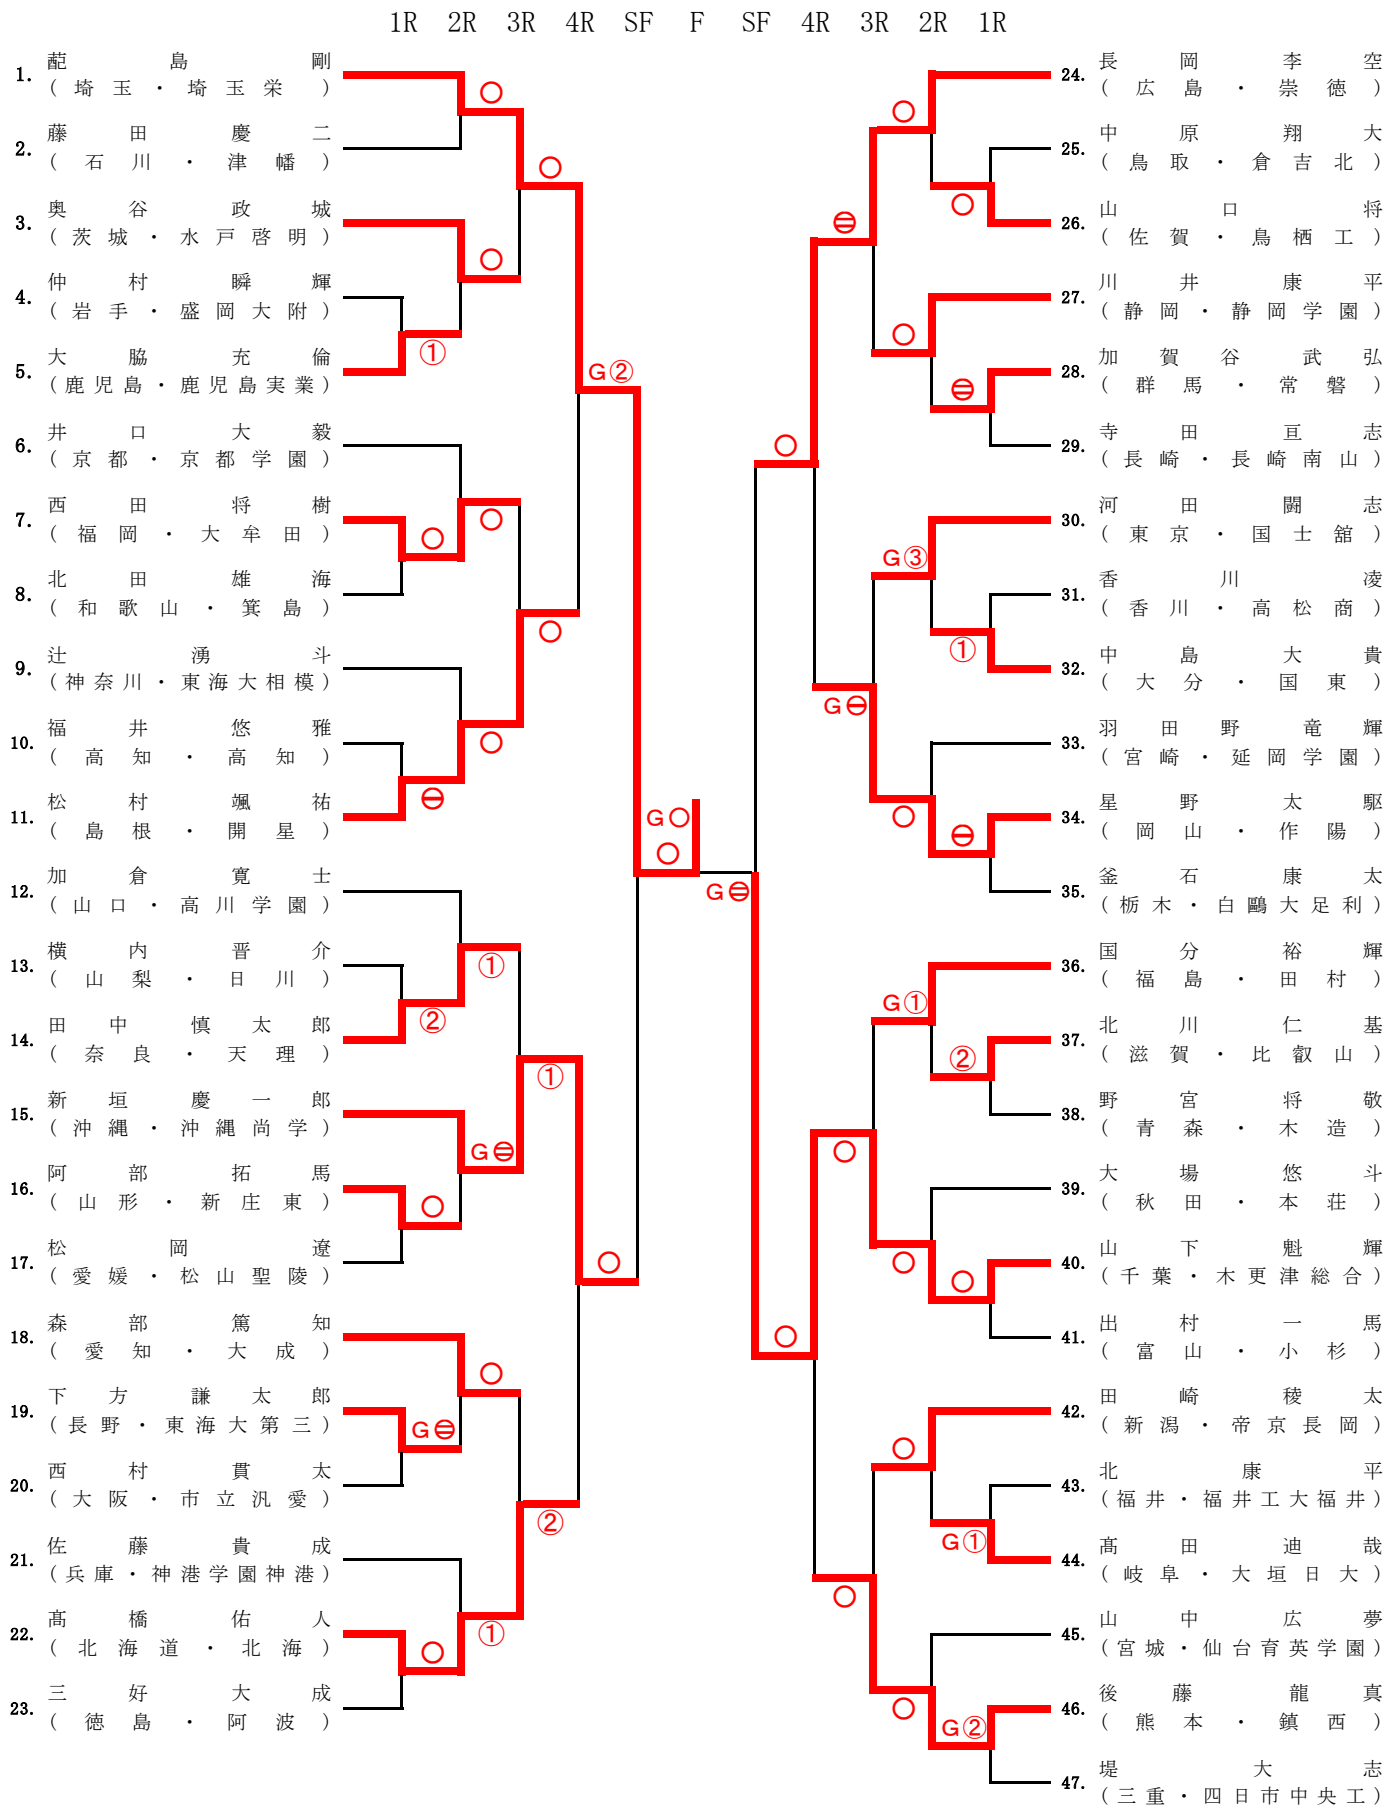 1R 2R 3R 4R SF F SF 4R 3R 2R 1R
1. 蓜島剛
(埼玉・埼玉栄)
2. 藤田慶二
(石川・津幡)
3. 奥谷政城
(茨城・水戸啓明)
4. 仲村瞬輝
(岩手・盛岡大附)
5. 大脇充倫
(鹿児島・鹿児島実業)
6. 井口大毅
(京都・京都学園)
7. 西田将樹
(福岡・大牟田)
8. 北田雄海
(和歌山・箕島)
9. 辻湧斗
(神奈川・東海大相模)
10. 福井悠雅
(高知・高知)
11. 松村颯祐
(島根・開星)
12. 加倉寛士
(山口・高川学園)
13. 横内晋介
(山梨・日川)
14. 田中慎太郎
(奈良・天理)
15. 新垣慶一郎
(沖縄・沖縄尚学)
16. 阿部拓馬
(山形・新庄東)
17. 松岡遼
(愛媛・松山聖陵)
18. 森部篤知
(愛知・大成)
19. 下方謙太郎
(長野・東海大第三)
20. 西村貫太
(大阪・市立汎愛)
21. 佐藤貴成
(兵庫・神港学園神港)
22. 髙橋佑人
(北海道・北海)
23. 三好大成
(徳島・阿波)
○
○
①
○
○
○
○
○
⊖
G②
①
②
①
G⊜
○
○
○
G⊜
②
①
○
○
G○
G⊜
24. 長岡李空
(広島・崇徳)
25. 中原翔大
(鳥取・倉吉北)
26. 山口将
(佐賀・鳥栖工)
27. 川井康平
(静岡・静岡学園)
28. 加賀谷武弘
(群馬・常磐)
29. 寺田亘志
(長崎・長崎南山)
30. 河田闘志
(東京・国士舘)
31. 香川凌
(香川・高松商)
32. 中島大貴
(大分・国東)
33. 羽田野竜輝
(宮崎・延岡学園)
34. 星野太駆
(岡山・作陽)
35. 釜石康太
(栃木・白鷗大足利)
36. 国分裕輝
(福島・田村)
37. 北川仁基
(滋賀・比叡山)
38. 野宮将敬
(青森・木造)
39. 大場悠斗
(秋田・本荘)
40. 山下魁輝
(千葉・木更津総合)
41. 出村一馬
(富山・小杉)
42. 田崎稜太
(新潟・帝京長岡)
43. 北康平
(福井・福井工大福井)
44. 髙田迪哉
(岐阜・大垣日大)
45. 山中広夢
(宮城・仙台育英学園)
46. 後藤龍真
(熊本・鎮西)
47. 堤大志
(三重・四日市中央工)
○
○
⊜
○
⊜
○
G③
①
G⊖
○
⊖
G①
②
○
○
○
○
○
G①
○
○
G②